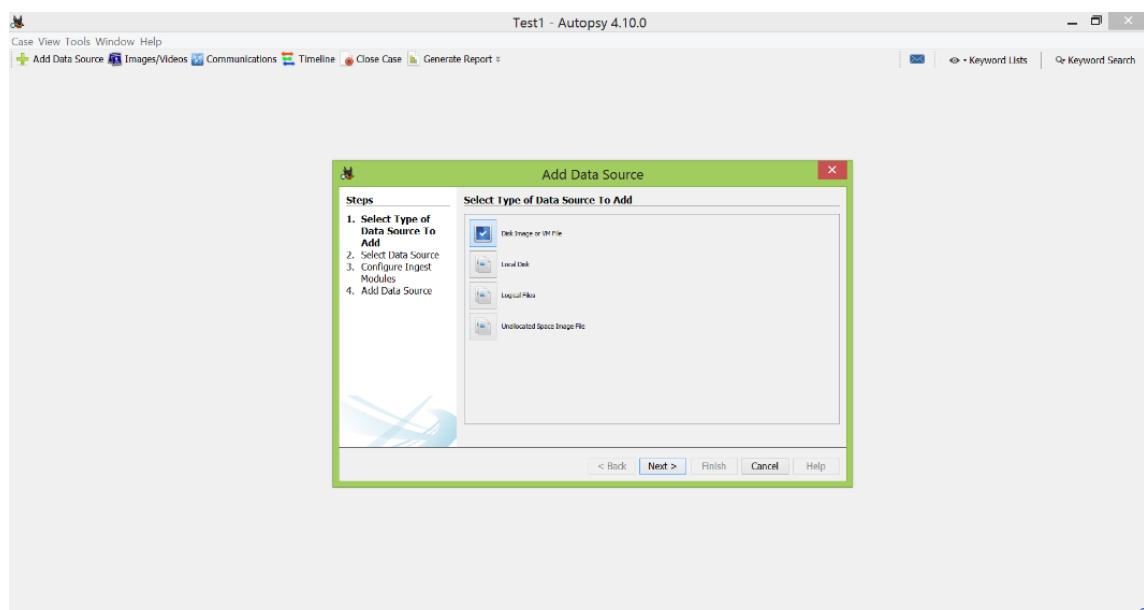 Test1 - Autopsy 4.10.0
Case View Tools Window Help
Add Data Source Images/Videos Communications Timeline Close Case Generate Report Keyword Lists Keyword Search
Add Data Source
Steps
1. Select Type of
Data Source To
Add
2. Select Data Source
3. Configure Ingest
Modules
4. Add Data Source
Select Type of Data Source To Add
Disk Image or VM File
Local Disk
Logical Files
Unallocated Space Image File
< Back Next > Finish Cancel Help